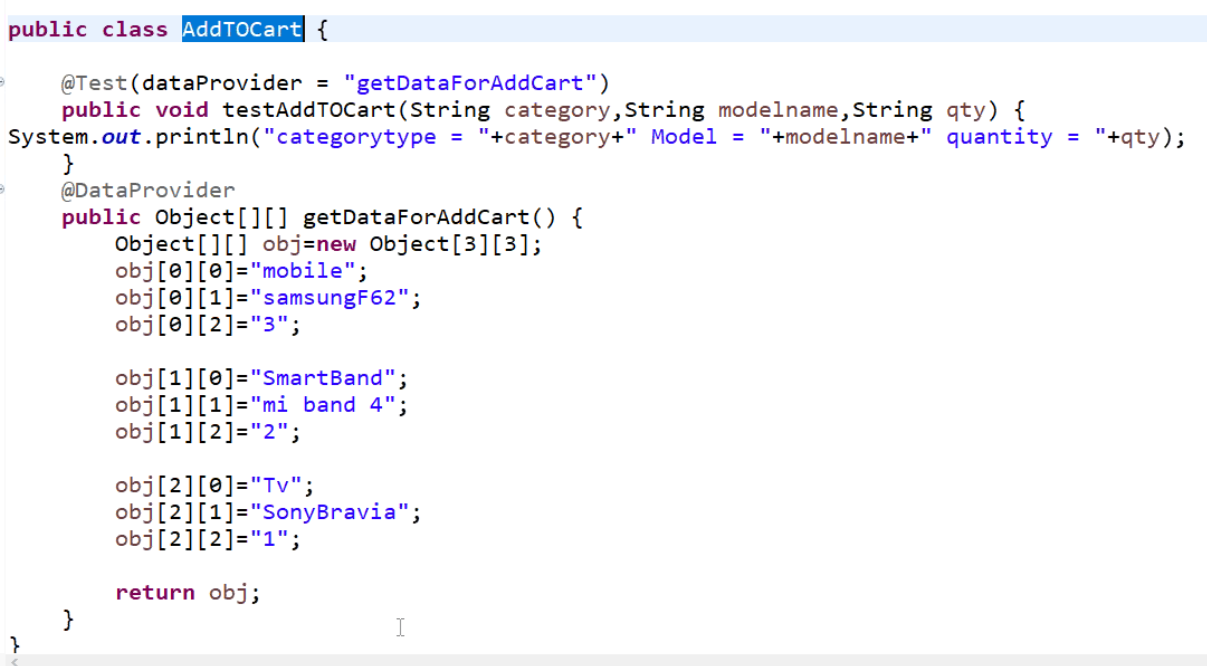 public class AddTOCart {
@Test(dataProvider = "getDataForAddCart")
public void testAddTOCart(String category,String modelname,String qty) {
System.out.println("categorytype = "+category+" Model = "+modelname+" quantity = "+qty);
}
@DataProvider
public Object[][] getDataForAddCart() {
Object[][] obj=new Object[3][3];
obj[0][0]="mobile";
obj[0][1]="samsungF62";
obj[0][2]="3";
obj[1][0]="SmartBand";
obj[1][1]="mi band 4";
obj[1][2]="2";
obj[2][0]="Tv";
obj[2][1]="SonyBravia";
obj[2][2]="1";
return obj;
}
}